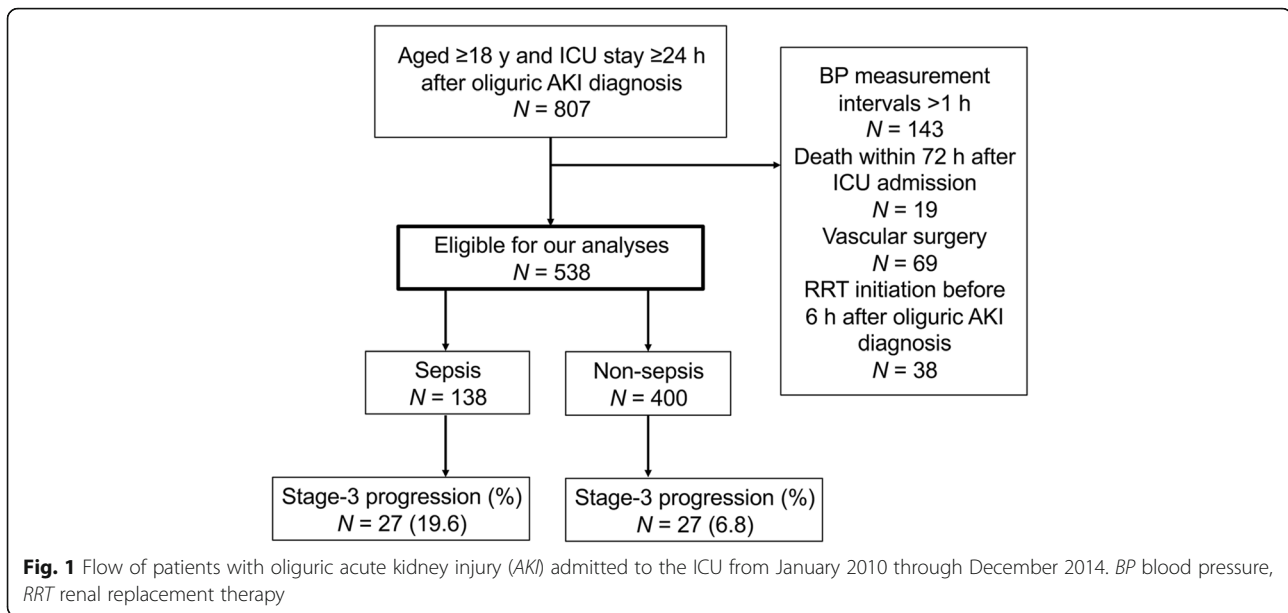 Aged ≥18 y and ICU stay ≥24 h
after oliguric AKI diagnosis
N = 807
BP measurement
intervals >1 h
N = 143
Death within 72 h after
ICU admission
N = 19
Vascular surgery
N = 69
RRT initiation before
6 h after oliguric AKI
diagnosis
N = 38
Eligible for our analyses
N = 538
Sepsis
N = 138
Non-sepsis
N = 400
Stage-3 progression (%)
N = 27 (19.6)
Stage-3 progression (%)
N = 27 (6.8)
Fig. 1 Flow of patients with oliguric acute kidney injury (AKI) admitted to the ICU from January 2010 through December 2014. BP blood pressure,
RRT renal replacement therapy